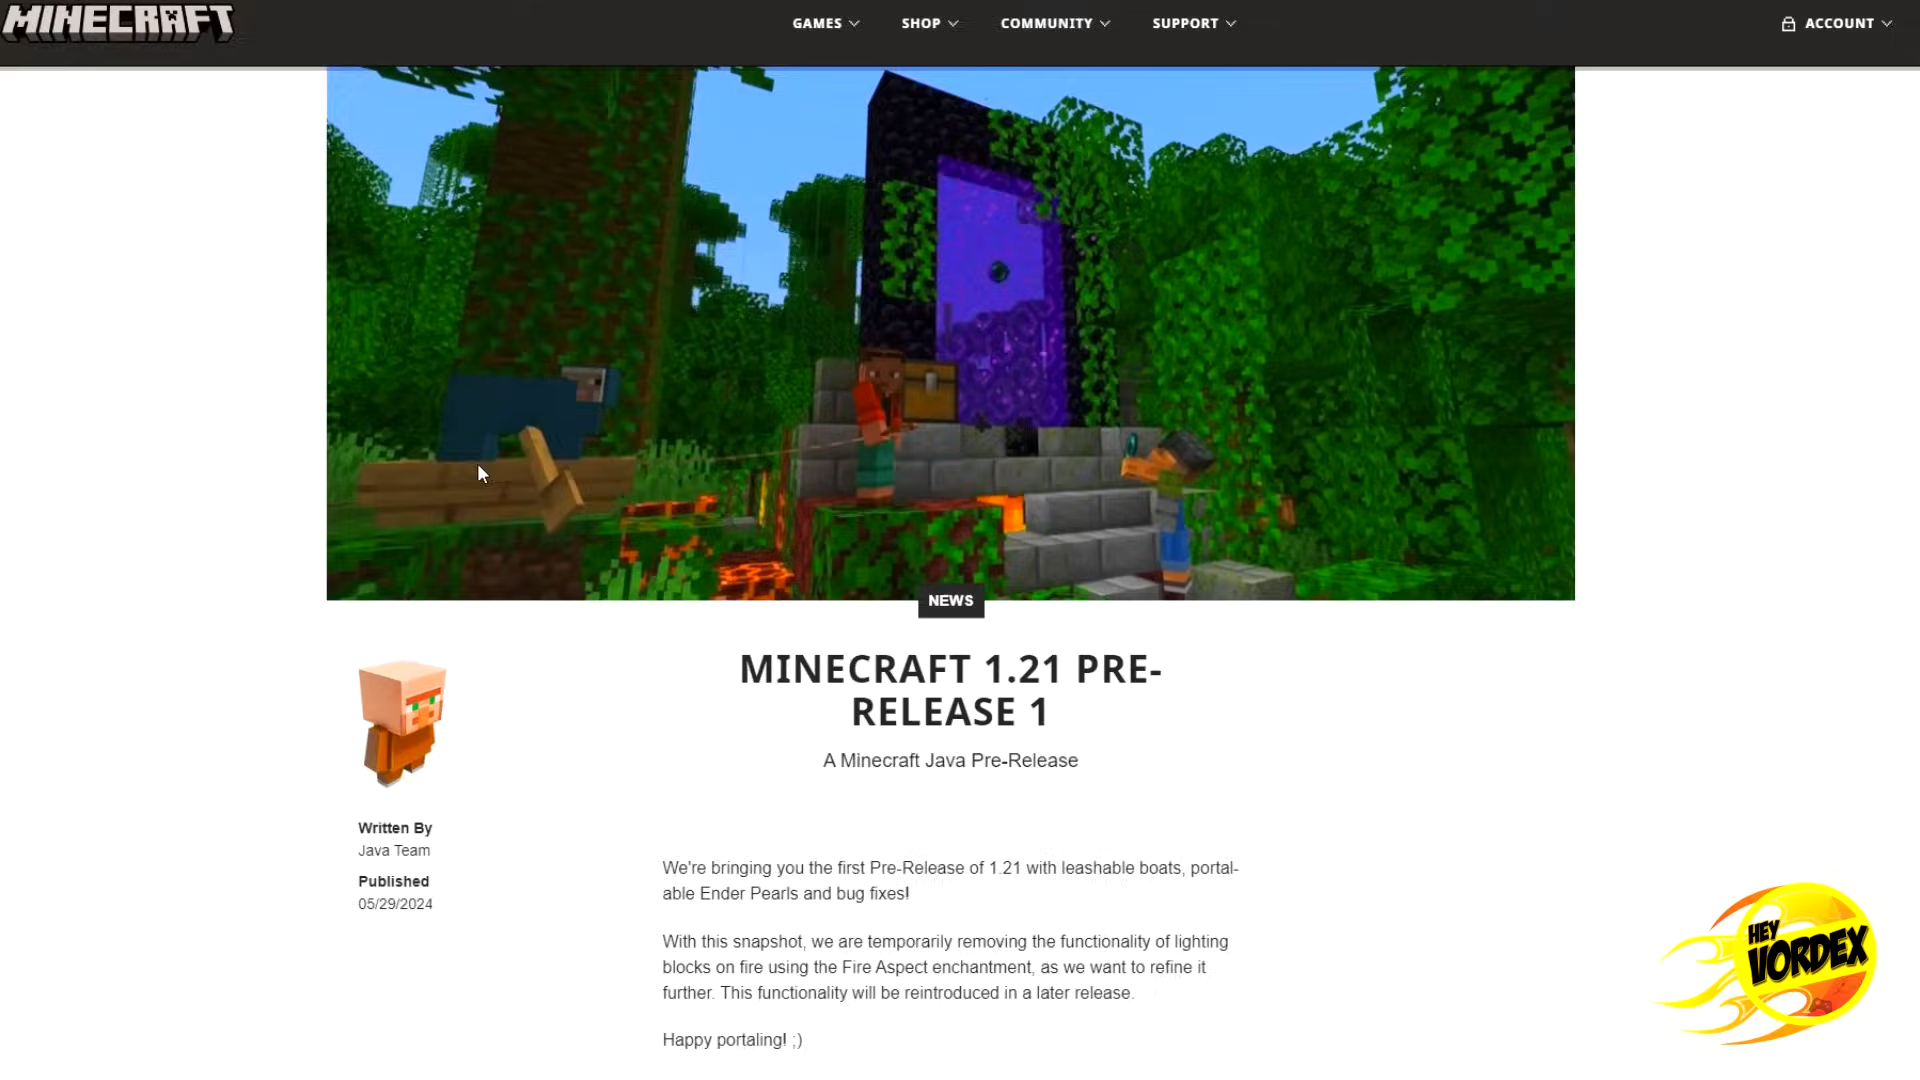 MINECRAFT
GAMES
SHOP
COMMUNITY
SUPPORT
ACCOUNT
NEWS
MINECRAFT 1.21 PRE-
RELEASE 1
A Minecraft Java Pre-Release
Written By
Java Team
Published
05/29/2024
We're bringing you the first Pre-Release of 1.21 with leashable boats, portal-
able Ender Pearls and bug fixes!
With this snapshot, we are temporarily removing the functionality of lighting
blocks on fire using the Fire Aspect enchantment, as we want to refine it
further. This functionality will be reintroduced in a later release.
Happy portaling! ;)
HEY
VORDEX